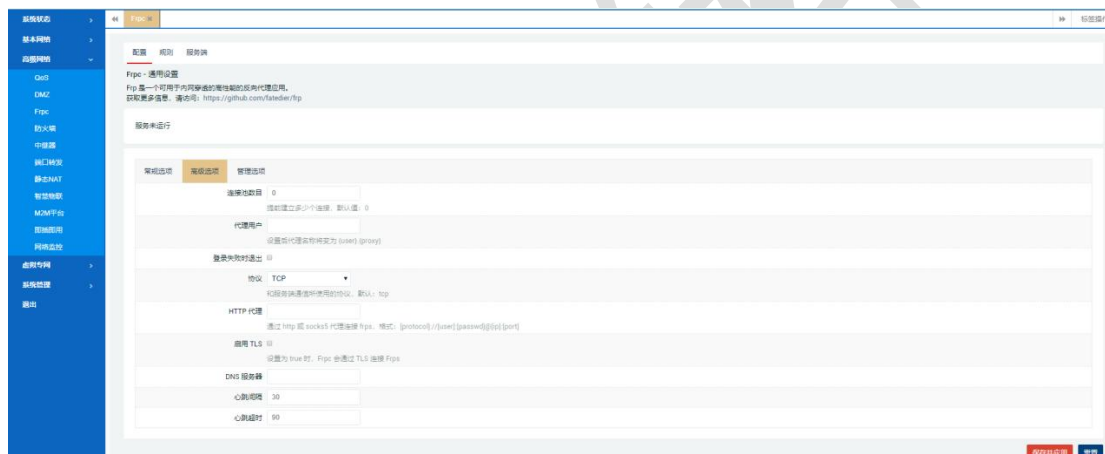 系统状态
基本网络
高级网络
QoS
DMZ
Frpc
防火墙
中继器
端口转发
静态NAT
智慧物联
M2M平台
即插即用
网络监控
虚拟专网
系统管理
退出
Frpc
标签操作
配置 规则 服务端
Frpc - 通用设置
Frp 是一个可用于内网穿透的高性能的反向代理应用。
获取更多信息，请访问：https://github.com/fatedier/frp
服务未运行
常规选项 高级选项 管理选项
连接池数目 0
提前建立多少个连接，默认值：0
代理用户
设置后代理名称将变为 {user}.{proxy}
登录失败时退出
协议 TCP
和服务端通信时使用的协议，默认：tcp
HTTP 代理
通过 http 或 socks5 代理连接 frps，格式：[protocol]://[user]:[passwd]@[ip]:[port]
启用 TLS
设置为 true 时，Frpc 会通过 TLS 连接 Frps
DNS 服务器
心跳间隔 30
心跳超时 90
保存并应用 重置